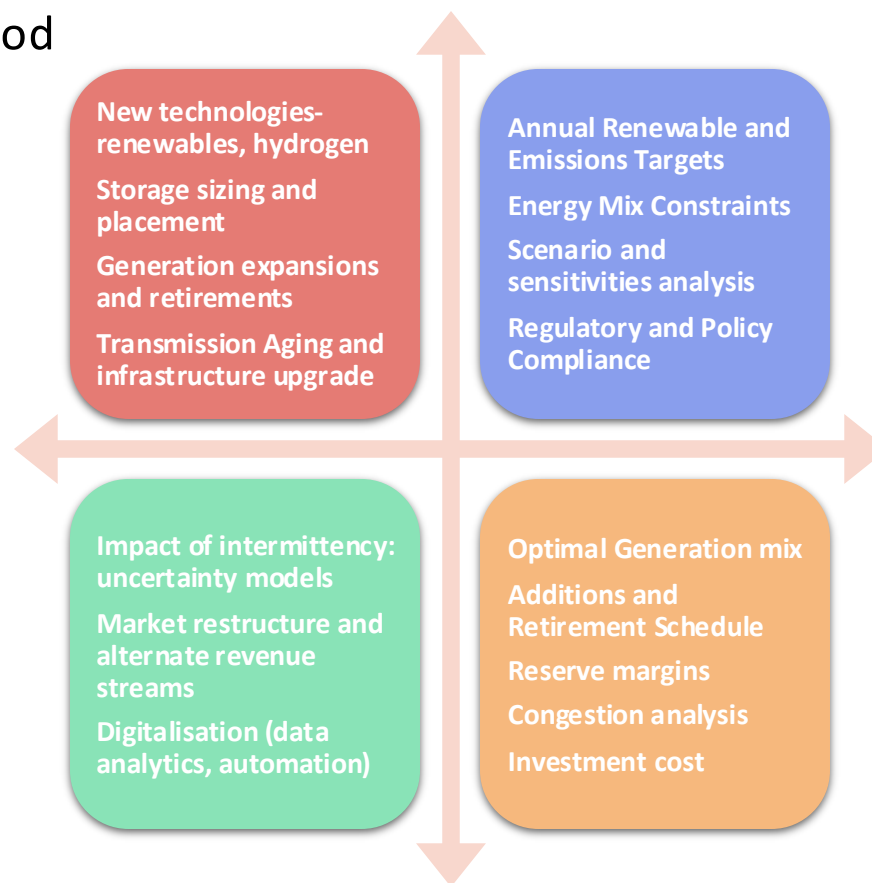 od
New technologies-
renewables, hydrogen
Storage sizing and
placement
Generation expansions
and retirements
Transmission Aging and
infrastructure upgrade
Annual Renewable and
Emissions Targets
Energy Mix Constraints
Scenario and
sensitivities analysis
Regulatory and Policy
Compliance
Impact of intermittency:
uncertainty models
Market restructure and
alternate revenue
streams
Digitalisation (data
analytics, automation)
Optimal Generation mix
Additions and
Retirement Schedule
Reserve margins
Congestion analysis
Investment cost